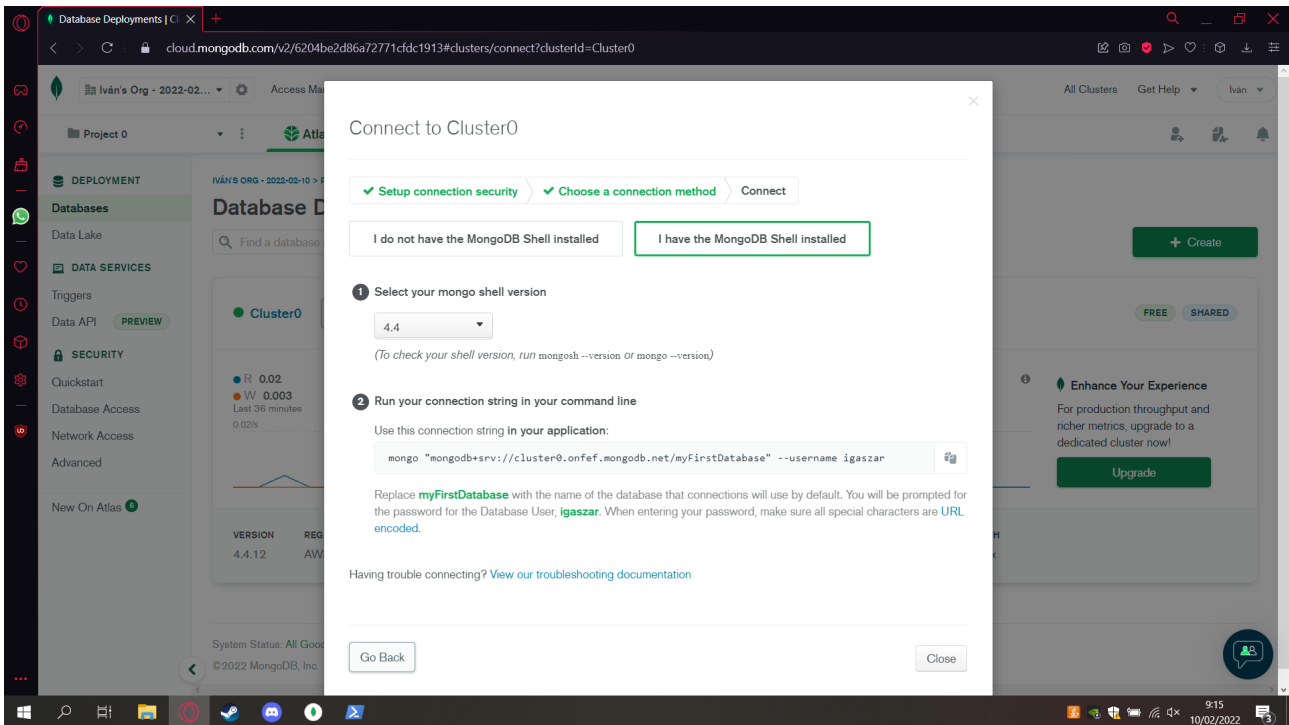 Database Deployments | Cl
cloud.mongodb.com/v2/6204be2d86a72771cfdc1913#clusters/connect?clusterId=Cluster0
Iván's Org - 2022-02...
Access Ma
All Clusters
Get Help
Iván
Project 0
Atla
DEPLOYMENT
Databases
Data Lake
DATA SERVICES
Triggers
Data API PREVIEW
SECURITY
Quickstart
Database Access
Network Access
Advanced
New On Atlas 6
IVÁN'S ORG - 2022-02-10 > P
Database D
Find a database
+ Create
Cluster0
FREE SHARED
R 0.02
W 0.003
Last 36 minutes
0.02/s
Enhance Your Experience
For production throughput and
richer metrics, upgrade to a
dedicated cluster now!
Upgrade
VERSION REG
4.4.12 AW
H
System Status: All Good
©2022 MongoDB, Inc.
Connect to Cluster0
Setup connection security
Choose a connection method
Connect
I do not have the MongoDB Shell installed
I have the MongoDB Shell installed
1 Select your mongo shell version
4.4
(To check your shell version, run mongosh --version or mongo --version)
2 Run your connection string in your command line
Use this connection string in your application:
mongo "mongodb+srv://cluster0.onfef.mongodb.net/myFirstDatabase" --username igaszar
Replace myFirstDatabase with the name of the database that connections will use by default. You will be prompted for
the password for the Database User, igaszar. When entering your password, make sure all special characters are URL
encoded.
Having trouble connecting? View our troubleshooting documentation
Go Back
Close
9:15
10/02/2022
3